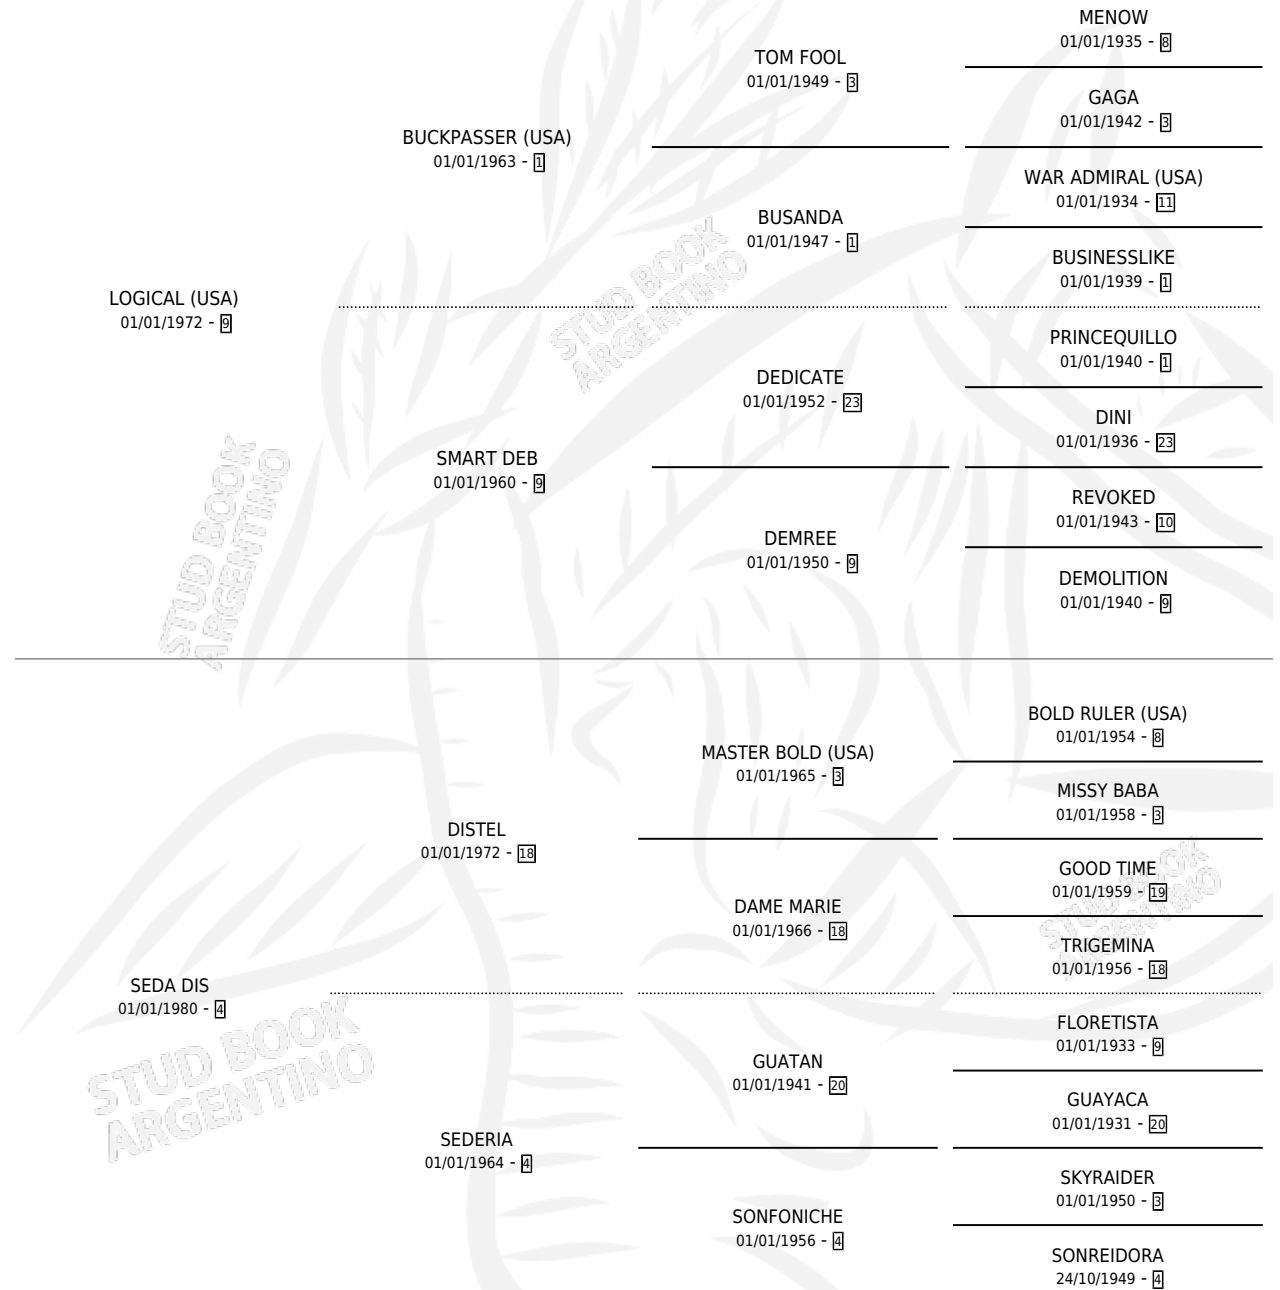 MENOW
01/01/1935 - 8
TOM FOOL
01/01/1949 - 3
GAGA
01/01/1942 - 3
BUCKPASSER (USA)
01/01/1963 - 1
WAR ADMIRAL (USA)
01/01/1934 - 11
BUSANDA
01/01/1947 - 1
BUSINESSLIKE
01/01/1939 - 1
LOGICAL (USA)
01/01/1972 - 9
PRINCEQUILLO
01/01/1940 - 1
DEDICATE
01/01/1952 - 23
DINI
01/01/1936 - 23
SMART DEB
01/01/1960 - 9
REVOKED
01/01/1943 - 10
DEMREE
01/01/1950 - 9
DEMOLITION
01/01/1940 - 9
BOLD RULER (USA)
01/01/1954 - 8
MASTER BOLD (USA)
01/01/1965 - 3
MISSY BABA
01/01/1958 - 3
DISTEL
01/01/1972 - 18
GOOD TIME
01/01/1959 - 19
DAME MARIE
01/01/1966 - 18
TRIGEMINA
01/01/1956 - 18
SEDA DIS
01/01/1980 - 4
FLORETISTA
01/01/1933 - 9
GUATAN
01/01/1941 - 20
GUAYACA
01/01/1931 - 20
SEDERIA
01/01/1964 - 4
SKYRAIDER
01/01/1950 - 3
SONFONICHE
01/01/1956 - 4
SONREIDORA
24/10/1949 - 4
STUD BOOK
ARGENTINO
STUD BOOK
ARGENTINO
STUD BOOK
ARGENTINO
STUD BOOK
ARGENTINO